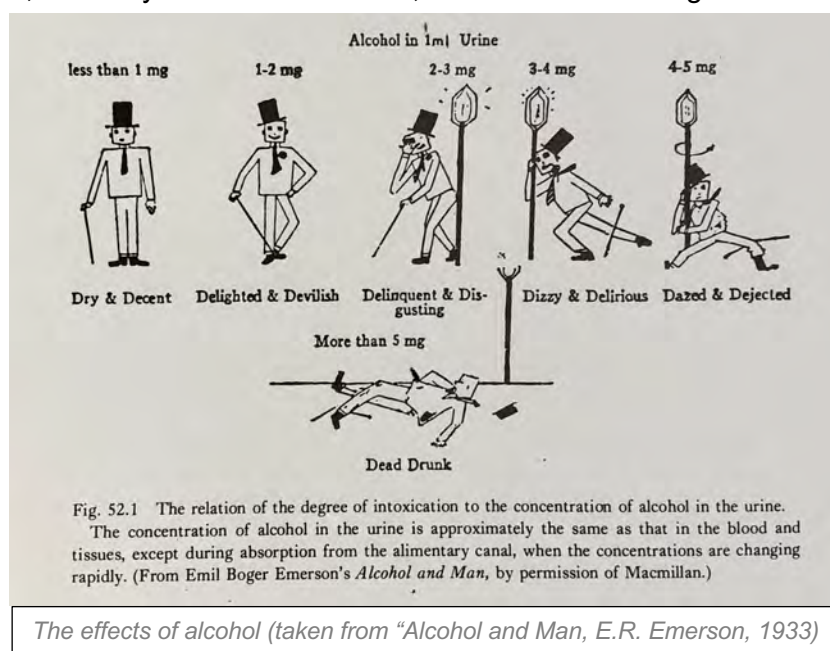 Alcohol in 1ml Urine
less than 1 mg 1-2 mg 2-3 mg 3-4 mg 4-5 mg
Dry & Decent Delighted & Devilish Delinquent & Dis- Dizzy & Delirious Dazed & Dejected
gusting
More than 5 mg
Dead Drunk
Fig. 52.1 The relation of the degree of intoxication to the concentration of alcohol in the urine.
The concentration of alcohol in the urine is approximately the same as that in the blood and
tissues, except during absorption from the alimentary canal, when the concentrations are changing
rapidly. (From Emil Boger Emerson's Alcohol and Man, by permission of Macmillan.)
The effects of alcohol (taken from “Alcohol and Man, E.R. Emerson, 1933)